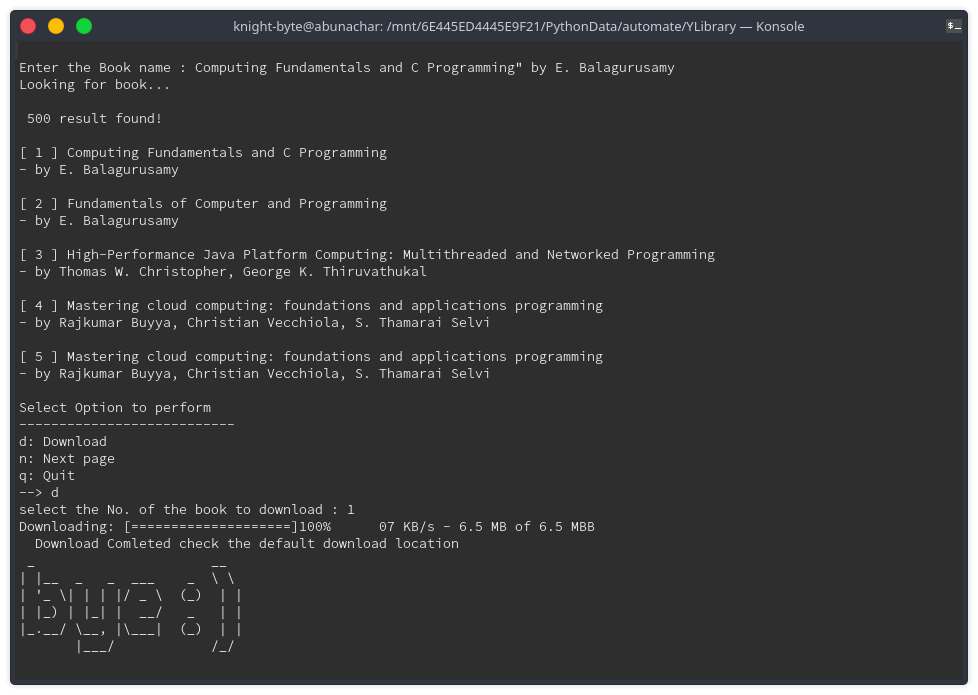 knight-byte@abunachar: /mnt/6E445ED4445E9F21/PythonData/automate/YLibrary — Konsole
$_
Enter the Book name : Computing Fundamentals and C Programming" by E. Balagurusamy
Looking for book...
500 result found!
[ 1 ] Computing Fundamentals and C Programming
- by E. Balagurusamy
[ 2 ] Fundamentals of Computer and Programming
- by E. Balagurusamy
[ 3 ] High-Performance Java Platform Computing: Multithreaded and Networked Programming
- by Thomas W. Christopher, George K. Thiruvathukal
[ 4 ] Mastering cloud computing: foundations and applications programming
- by Rajkumar Buyya, Christian Vecchiola, S. Thamarai Selvi
[ 5 ] Mastering cloud computing: foundations and applications programming
- by Rajkumar Buyya, Christian Vecchiola, S. Thamarai Selvi
Select Option to perform
---------------------------
d: Download
n: Next page
q: Quit
--> d
select the No. of the book to download : 1
Downloading: [====================]100%      07 KB/s - 6.5 MB of 6.5 MBB
Download Comleted check the default download location
 _                      __
| |__  _   _  ___    _  \ \
| '_ \| | | |/ _ \  (_)  | |
| |_) | |_| |  __/   _   | |
|_.__/ \__, |\___|  (_)  | |
       |___/            /_/